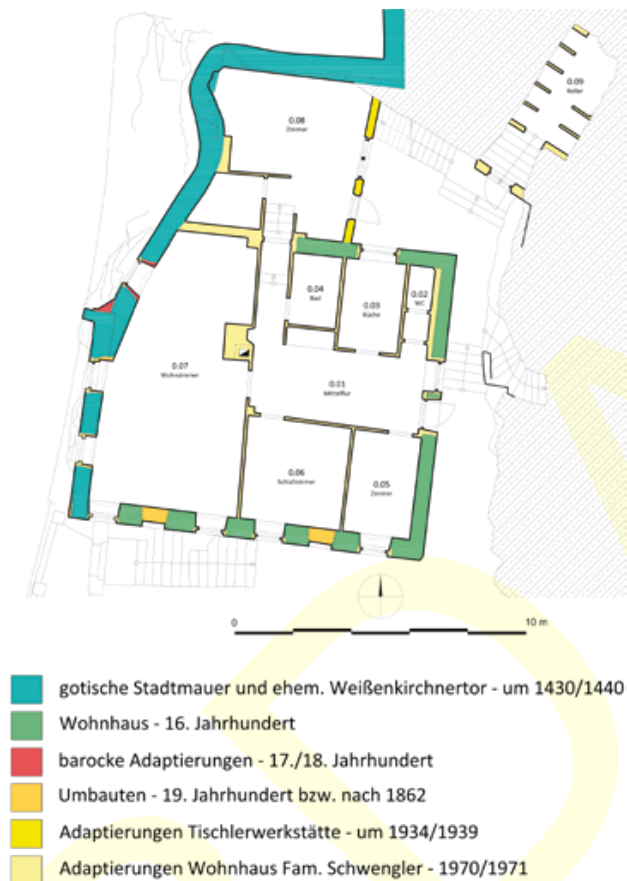 0.09
Keller
0.08
Zimmer
0.04
Bad
0.03
Küche
0.02
WC
0.07
Wohnzimmer
0.01
Mittelflur
0.06
Schlafzimmer
0.05
Zimmer
0
10 m
gotische Stadtmauer und ehem. Weißenkirchnertor - um 1430/1440
Wohnhaus - 16. Jahrhundert
barocke Adaptierungen - 17./18. Jahrhundert
Umbauten - 19. Jahrhundert bzw. nach 1862
Adaptierungen Tischlerwerkstätte - um 1934/1939
Adaptierungen Wohnhaus Fam. Schwengler - 1970/1971